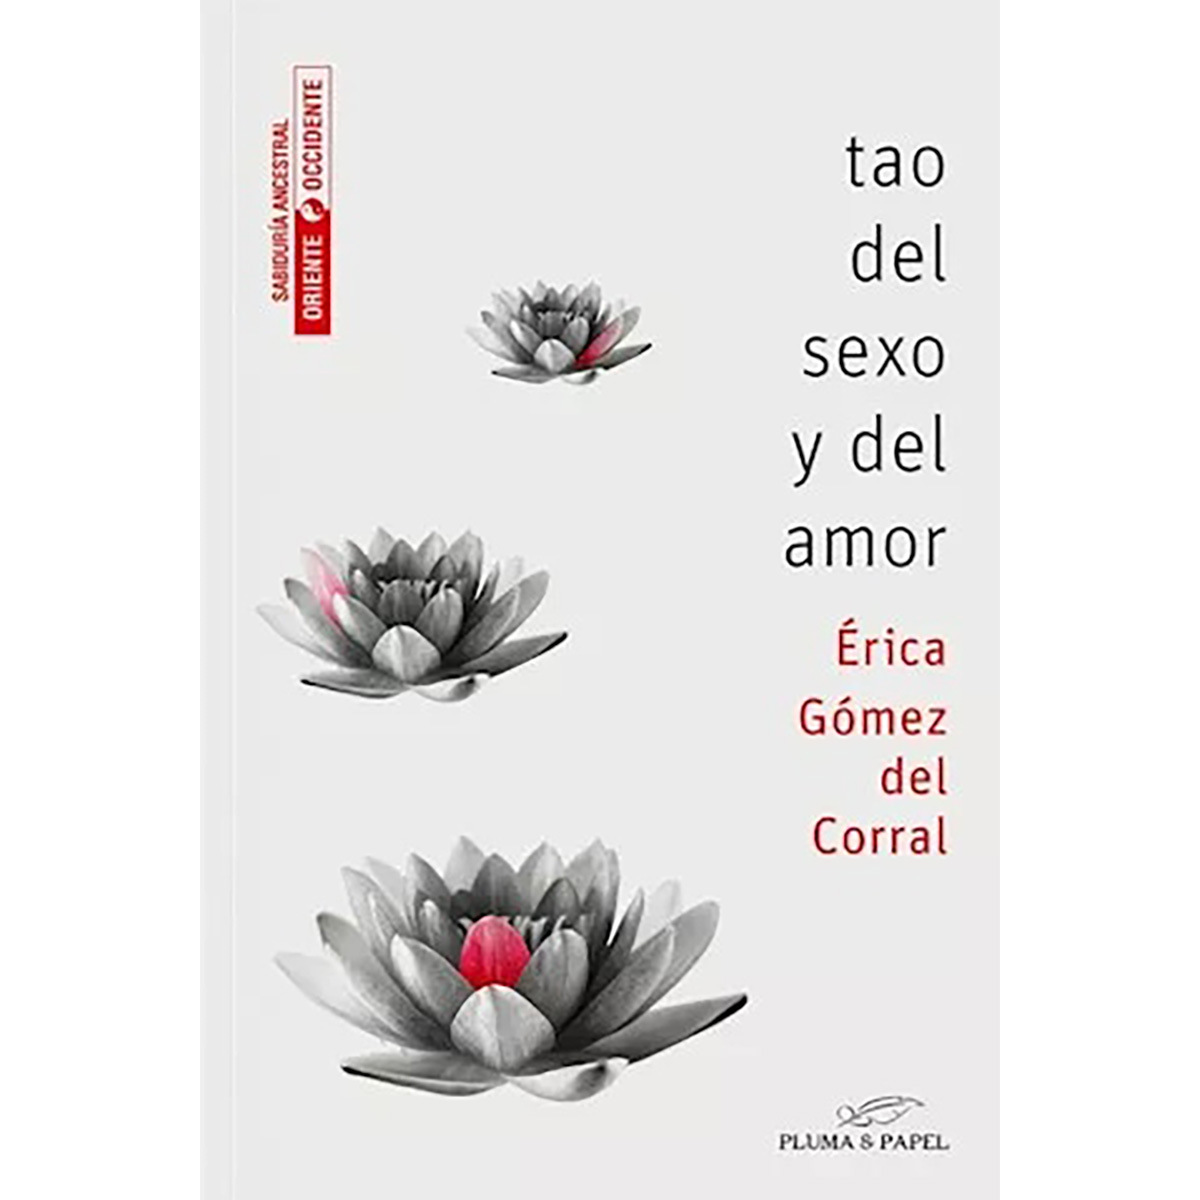 SABIDURÍA ANCESTRAL
ORIENTE OCCIDENTE
tao
del
sexo
y del
amor
Érica
Gómez
del
Corral
PLUMA & PAPEL